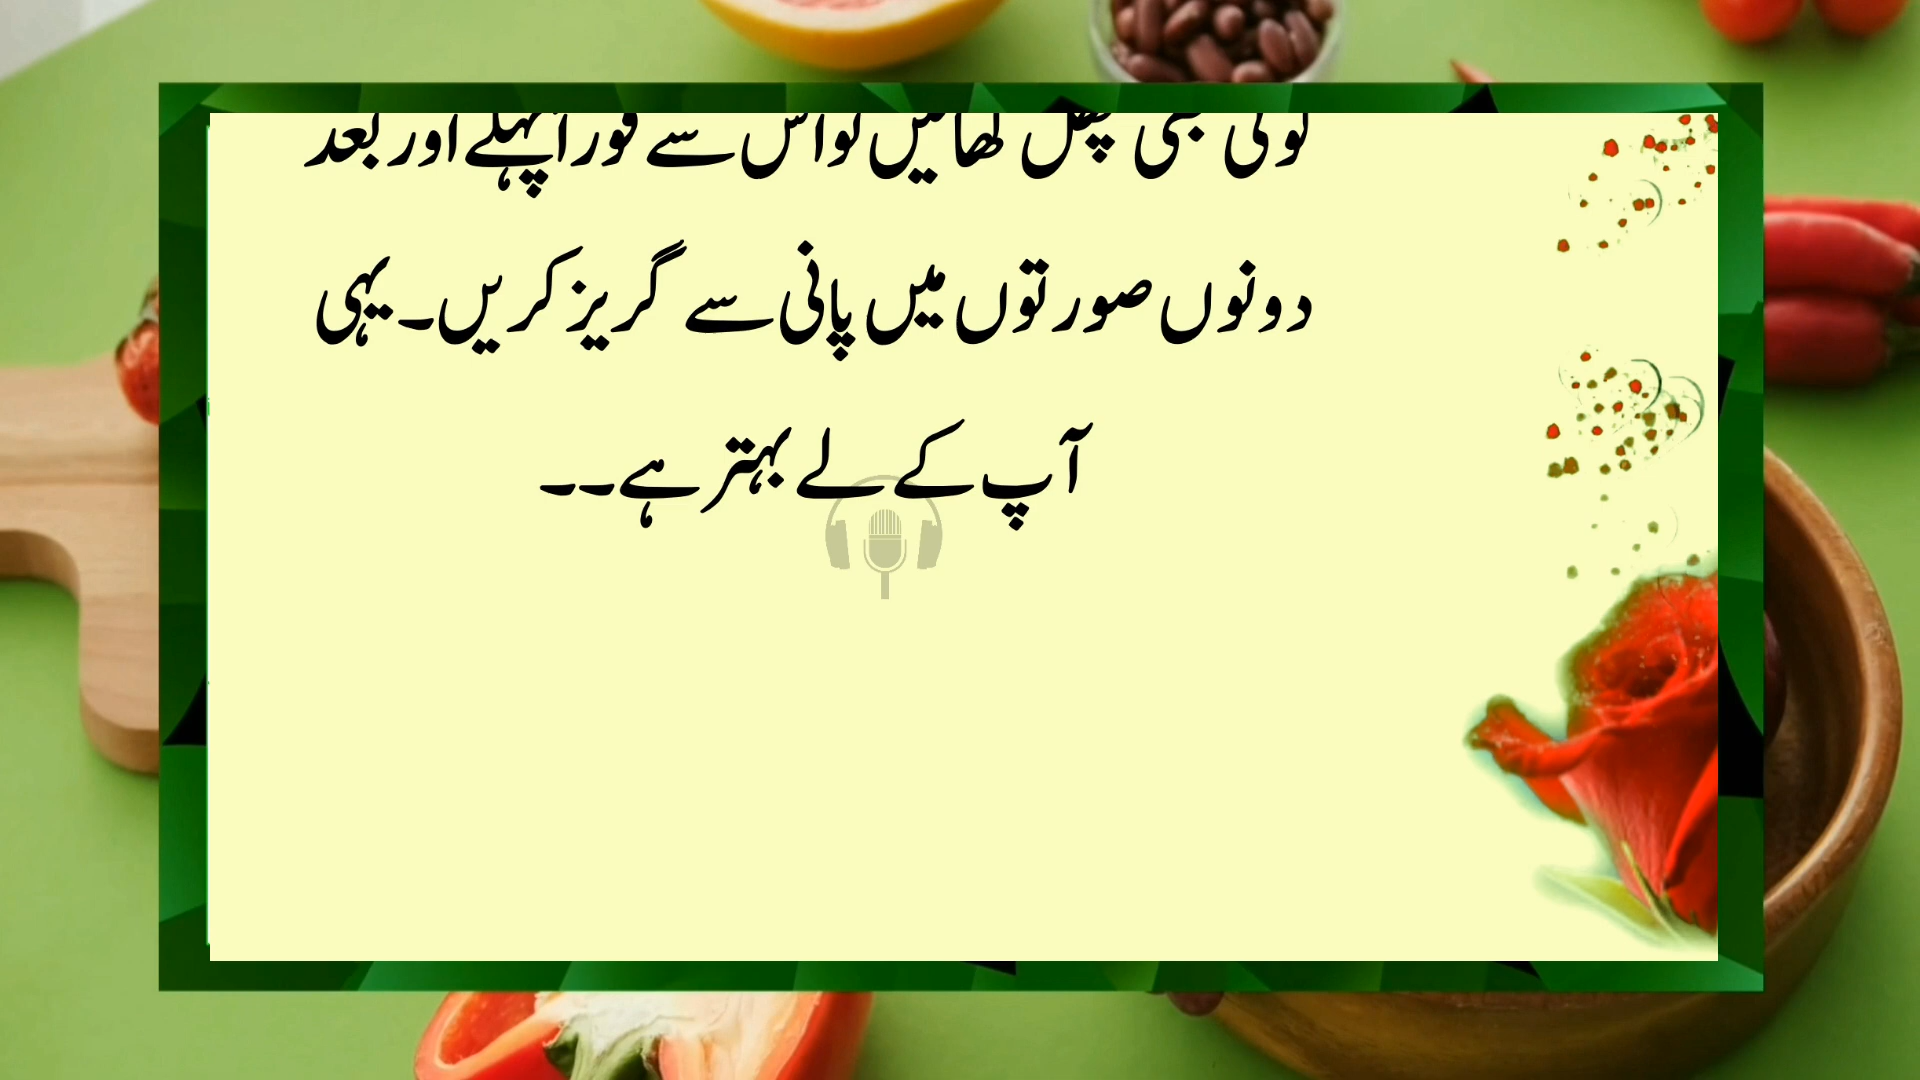 کوئی بھی پھل کھائیں تو اس سے فوراً پہلے اور بعد
دونوں صورتوں میں پانی سے گریز کریں۔ یہی
آپ کے لے بہتر ہے۔۔